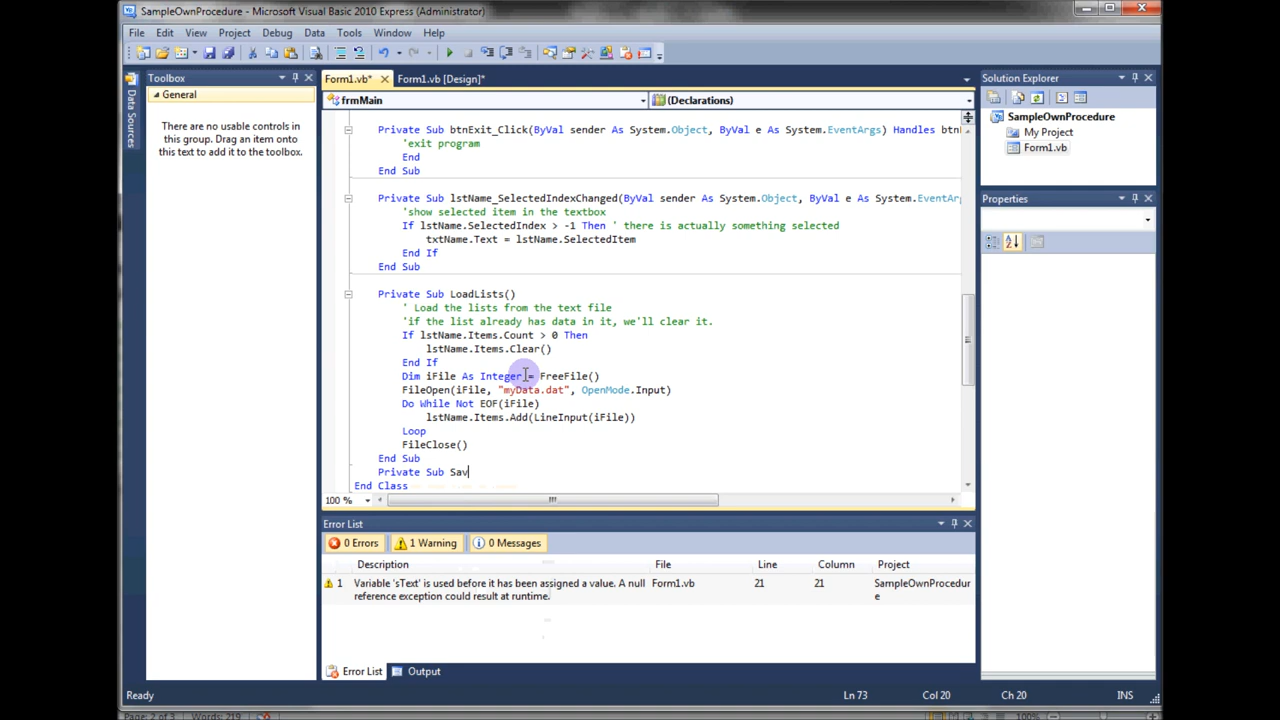 SampleOwnProcedure - Microsoft Visual Basic 2010 Express (Administrator)
File Edit View Project Debug Data Tools Window Help
Toolbox
General
There are no usable controls in
this group. Drag an item onto
this text to add it to the toolbox.
Data Sources
Form1.vb* Form1.vb [Design]*
frmMain (Declarations)
Private Sub btnExit_Click(ByVal sender As System.Object, ByVal e As System.EventArgs) Handles
'exit program
End
End Sub
Private Sub lstName_SelectedIndexChanged(ByVal sender As System.Object, ByVal e As
'show selected item in the textbox
If lstName.SelectedIndex > -1 Then ' there is actually something selected
txtName.Text = lstName.SelectedItem
End If
End Sub
Private Sub LoadLists()
' Load the lists from the text file
'if the list already has data in it, we'll clear it.
If lstName.Items.Count > 0 Then
lstName.Items.Clear()
End If
Dim iFile As Integer = FreeFile()
FileOpen(iFile, "myData.dat", OpenMode.Input)
Do While Not EOF(iFile)
lstName.Items.Add(LineInput(iFile))
Loop
FileClose()
End Sub
Private Sub Sav
End Class
100 %
Error List
0 Errors 1 Warning 0 Messages
Description File Line Column Project
1 Variable 'sText' is used before it has been assigned a value. A null Form1.vb 21 21 SampleOwnProcedur
reference exception could result at runtime. e
Error List Output
Solution Explorer
SampleOwnProcedure
My Project
Form1.vb
Properties
Ready Ln 73 Col 20 Ch 20 INS
Page: 2 of 3 Words: 219 100%